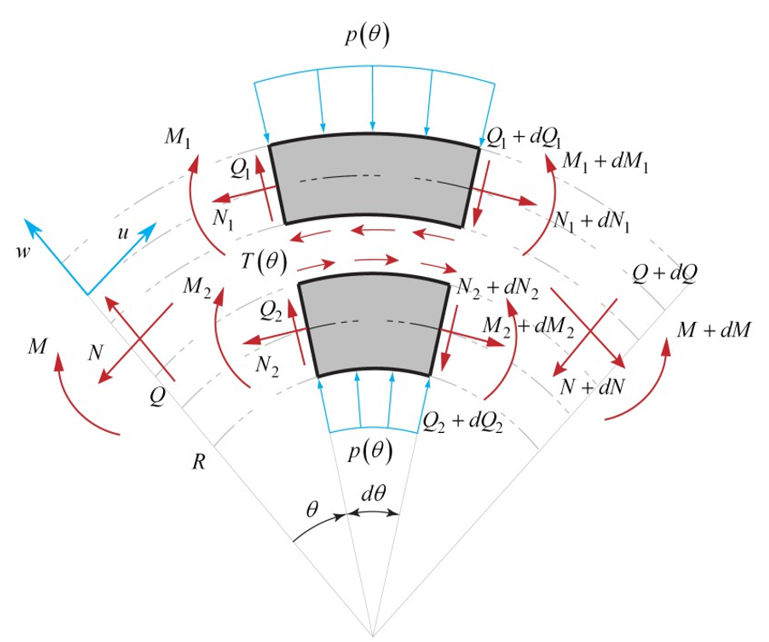 p(θ)
M₁
Q₁
Q₁ + dQ₁
M₁ + dM₁
N₁
N₁ + dN₁
w
u
T(θ)
Q + dQ
M₂
Q₂
N₂ + dN₂
M₂ + dM₂
M + dM
M
N
N₂
N + dN
Q
Q₂ + dQ₂
R
p(θ)
θ
dθ